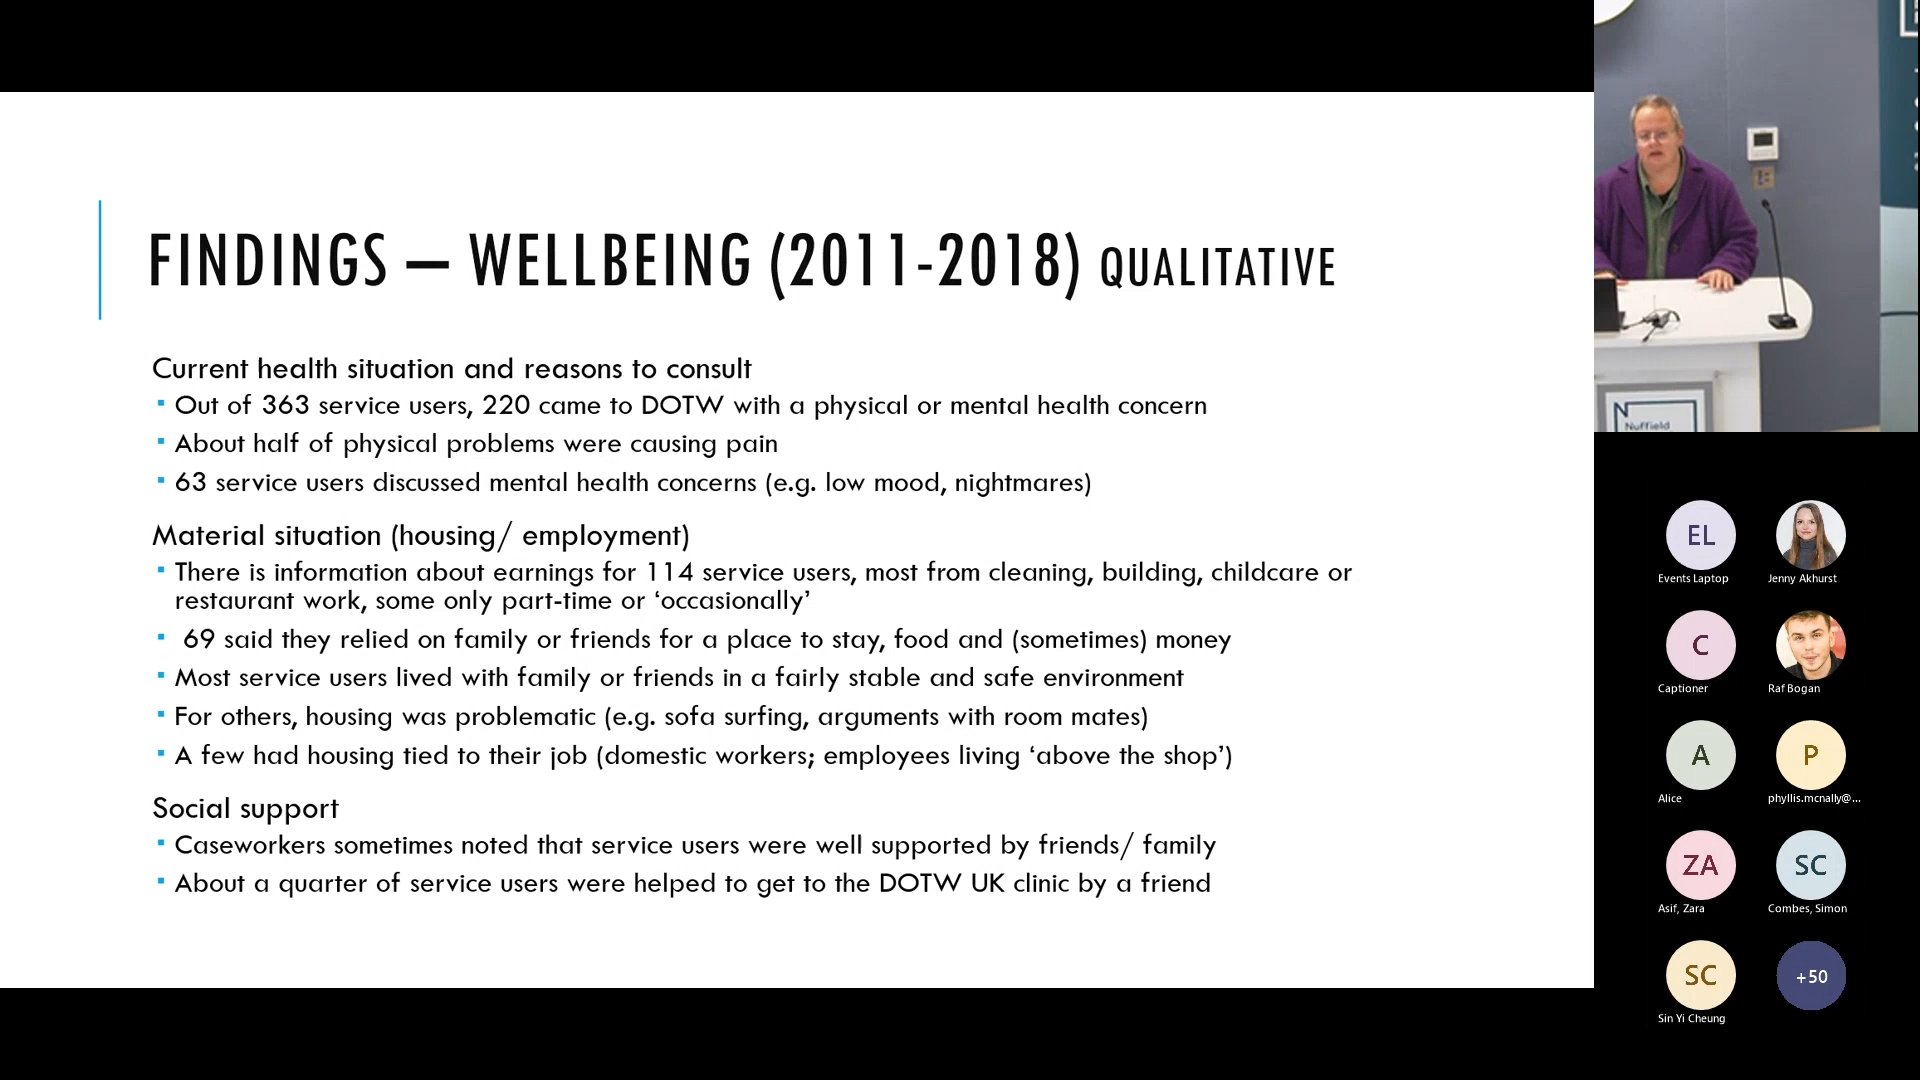 FINDINGS – WELLBEING (2011-2018) QUALITATIVE
Current health situation and reasons to consult
▪ Out of 363 service users, 220 came to DOTW with a physical or mental health concern
▪ About half of physical problems were causing pain
▪ 63 service users discussed mental health concerns (e.g. low mood, nightmares)
Material situation (housing/ employment)
▪ There is information about earnings for 114 service users, most from cleaning, building, childcare or
restaurant work, some only part-time or ‘occasionally’
▪ 69 said they relied on family or friends for a place to stay, food and (sometimes) money
▪ Most service users lived with family or friends in a fairly stable and safe environment
▪ For others, housing was problematic (e.g. sofa surfing, arguments with room mates)
▪ A few had housing tied to their job (domestic workers; employees living ‘above the shop’)
Social support
▪ Caseworkers sometimes noted that service users were well supported by friends/ family
▪ About a quarter of service users were helped to get to the DOTW UK clinic by a friend
N
Nuffield
EL
Events Laptop
Jenny Akhurst
C
Captioner
Raf Bogan
A
Alice
P
phyllis.mcnally@...
ZA
Asif, Zara
SC
Combes, Simon
SC
Sin Yi Cheung
+50